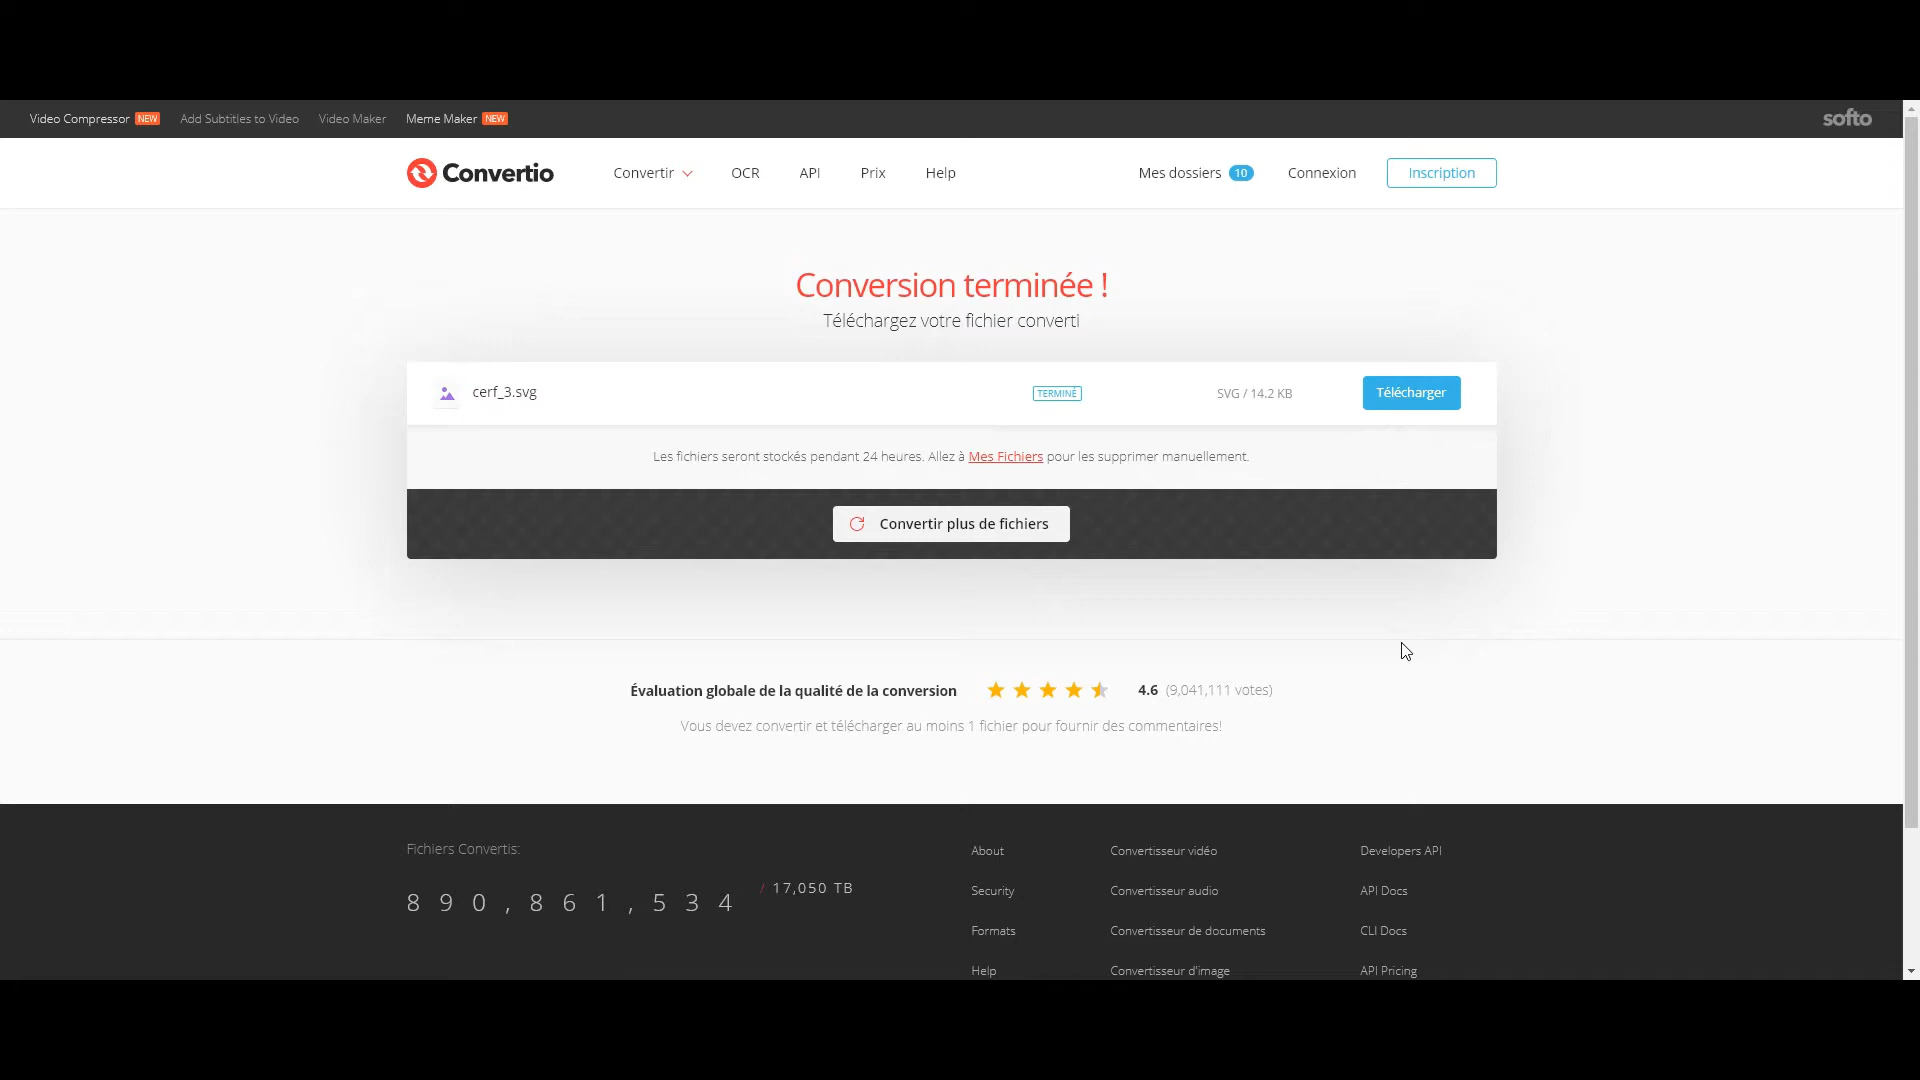 Video Compressor NEW Add Subtitles to Video Video Maker Meme Maker NEW softo
Convertio Convertir OCR API Prix Help Mes dossiers 10 Connexion Inscription
Conversion terminée !
Téléchargez votre fichier converti
cerf_3.svg TERMINÉ SVG / 14.2 KB Télécharger
Les fichiers seront stockés pendant 24 heures. Allez à Mes Fichiers pour les supprimer manuellement.
Convertir plus de fichiers
Évaluation globale de la qualité de la conversion 4.6 (9,041,111 votes)
Vous devez convertir et télécharger au moins 1 fichier pour fournir des commentaires!
Fichiers Convertis:
890,861,534 / 17,050 TB
About Convertisseur vidéo Developers API
Security Convertisseur audio API Docs
Formats Convertisseur de documents CLI Docs
Help Convertisseur d'image API Pricing